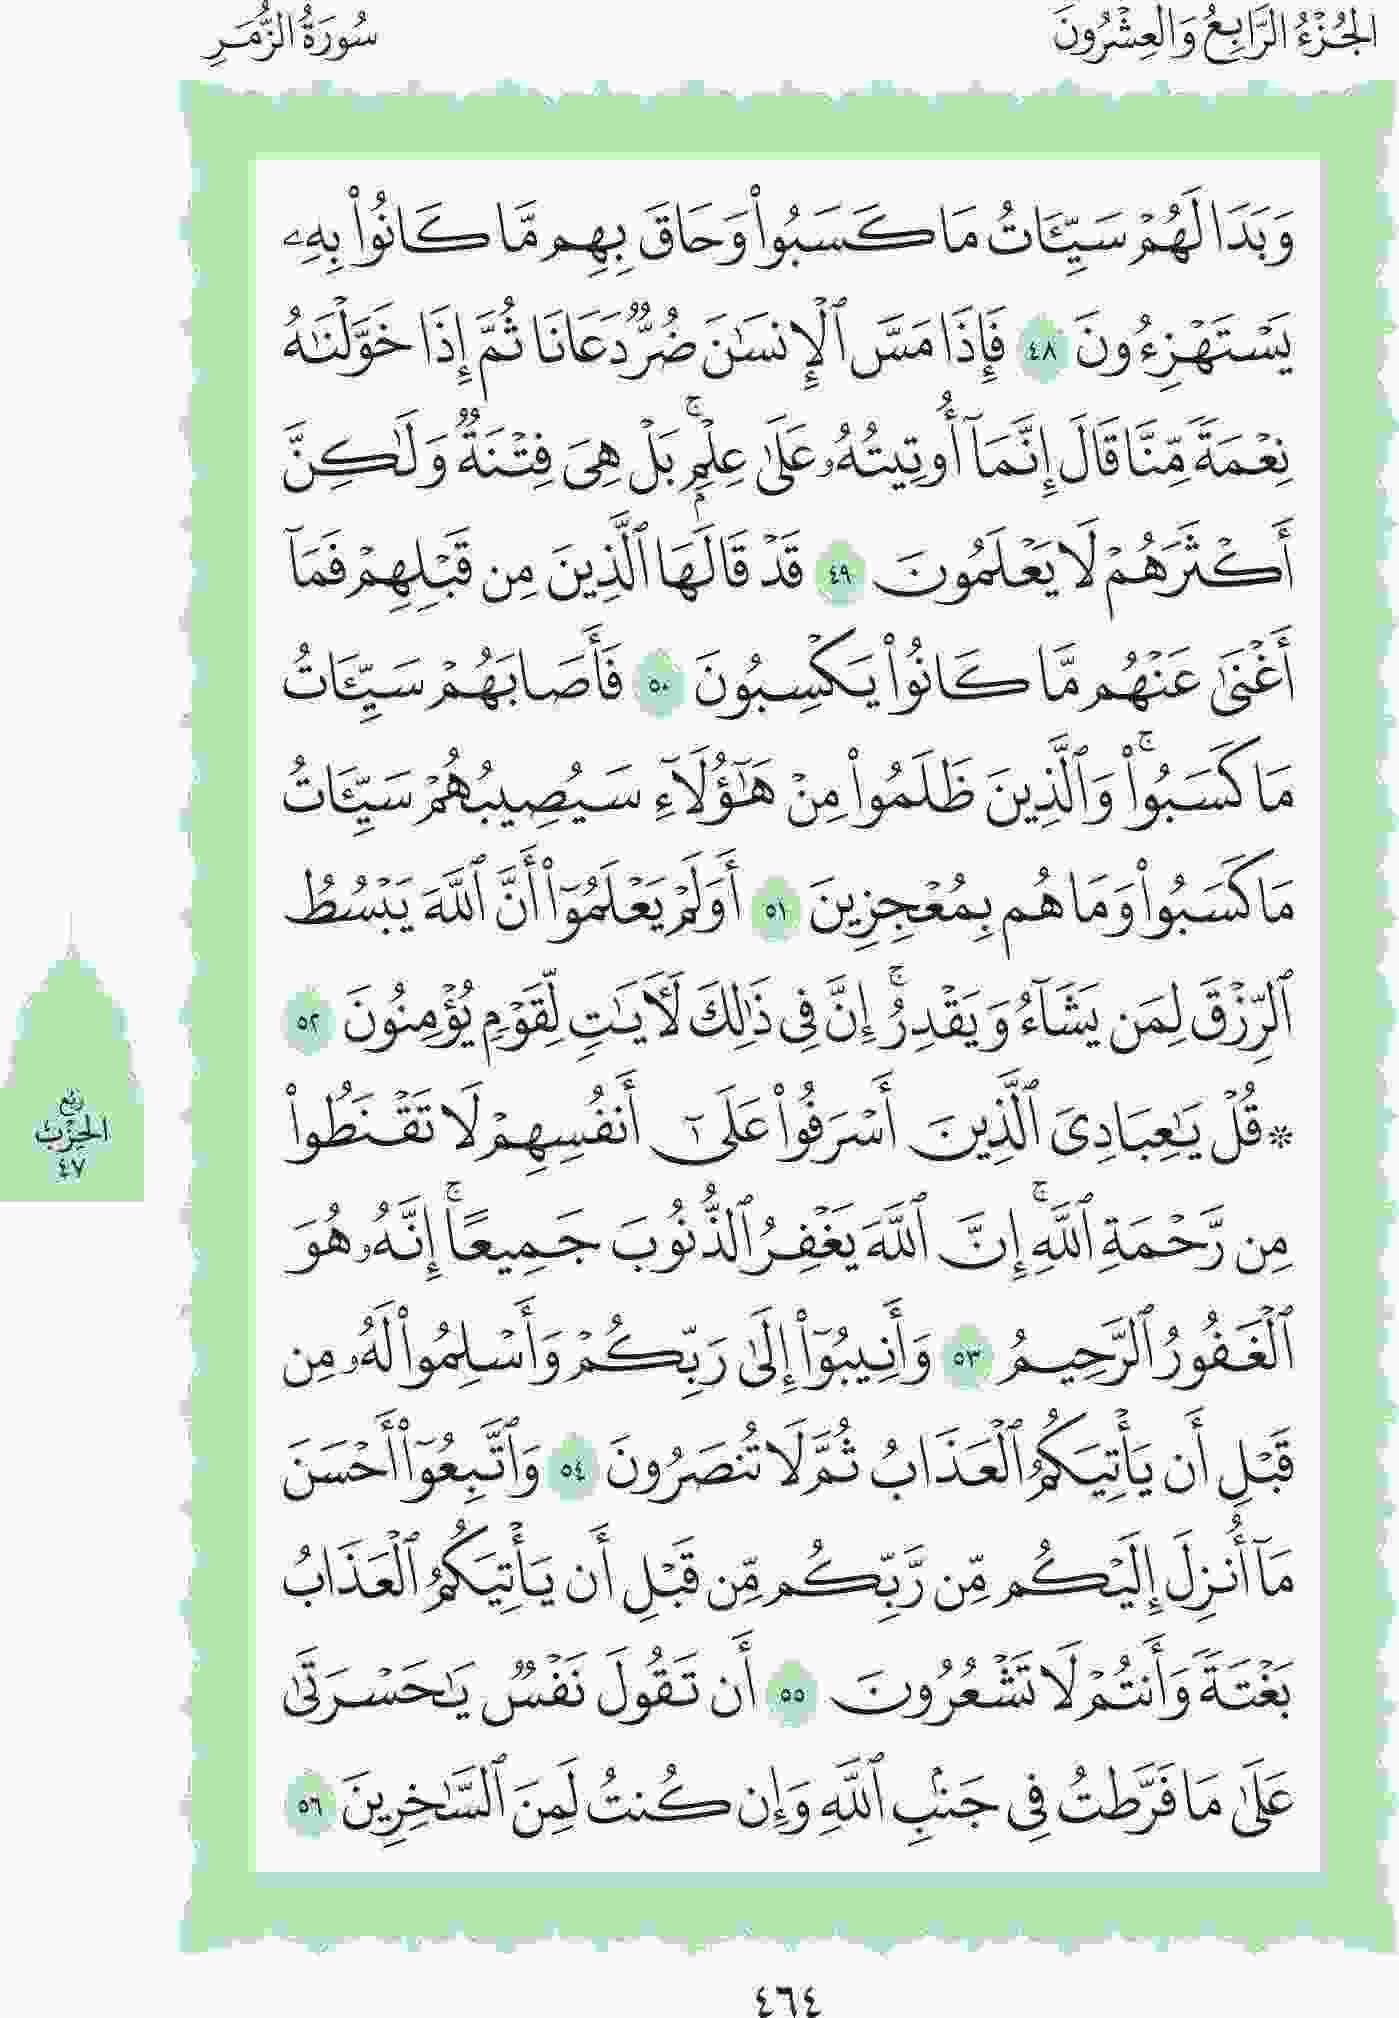 الجُزْءُ الرَّابِعُ وَالعِشْرُونَ
سُورَةُ الزُّمَرِ
وَبَدَا لَهُمْ سَيِّـَٔاتُ مَا كَسَبُواْ وَحَاقَ بِهِم مَّا كَانُواْ بِهِۦ
يَسْتَهْزِءُونَ ٤٨ فَإِذَا مَسَّ ٱلْإِنسَٰنَ ضُرٌّ دَعَانَا ثُمَّ إِذَا خَوَّلْنَٰهُ
نِعْمَةً مِّنَّا قَالَ إِنَّمَآ أُوتِيتُهُۥ عَلَىٰ عِلْمٍۭ ۚ بَلْ هِىَ فِتْنَةٌ وَلَٰكِنَّ
أَكْثَرَهُمْ لَا يَعْلَمُونَ ٤٩ قَدْ قَالَهَا ٱلَّذِينَ مِن قَبْلِهِمْ فَمَآ
أَغْنَىٰ عَنْهُم مَّا كَانُواْ يَكْسِبُونَ ٥٠ فَأَصَابَهُمْ سَيِّـَٔاتُ
مَا كَسَبُواْ ۚ وَٱلَّذِينَ ظَلَمُواْ مِنْ هَٰٓؤُلَآءِ سَيُصِيبُهُمْ سَيِّـَٔاتُ
مَا كَسَبُواْ وَمَا هُم بِمُعْجِزِينَ ٥١ أَوَلَمْ يَعْلَمُوٓاْ أَنَّ ٱللَّهَ يَبْسُطُ
ٱلرِّزْقَ لِمَن يَشَآءُ وَيَقْدِرُ ۚ إِنَّ فِى ذَٰلِكَ لَـَٔايَٰتٍ لِّقَوْمٍ يُؤْمِنُونَ ٥٢
۞ قُلْ يَٰعِبَادِىَ ٱلَّذِينَ أَسْرَفُواْ عَلَىٰٓ أَنفُسِهِمْ لَا تَقْنَطُواْ
مِن رَّحْمَةِ ٱللَّهِ ۚ إِنَّ ٱللَّهَ يَغْفِرُ ٱلذُّنُوبَ جَمِيعًا ۚ إِنَّهُۥ هُوَ
ٱلْغَفُورُ ٱلرَّحِيمُ ٥٣ وَأَنِيبُوٓاْ إِلَىٰ رَبِّكُمْ وَأَسْلِمُواْ لَهُۥ مِن
قَبْلِ أَن يَأْتِيَكُمُ ٱلْعَذَابُ ثُمَّ لَا تُنصَرُونَ ٥٤ وَٱتَّبِعُوٓاْ أَحْسَنَ
مَآ أُنزِلَ إِلَيْكُم مِّن رَّبِّكُم مِّن قَبْلِ أَن يَأْتِيَكُمُ ٱلْعَذَابُ
بَغْتَةً وَأَنتُمْ لَا تَشْعُرُونَ ٥٥ أَن تَقُولَ نَفْسٌ يَٰحَسْرَتَىٰ
عَلَىٰ مَا فَرَّطتُ فِى جَنۢبِ ٱللَّهِ وَإِن كُنتُ لَمِنَ ٱلسَّٰخِرِينَ ٥٦
رُبْع
الحِزْب
٤٧
٤٦٤